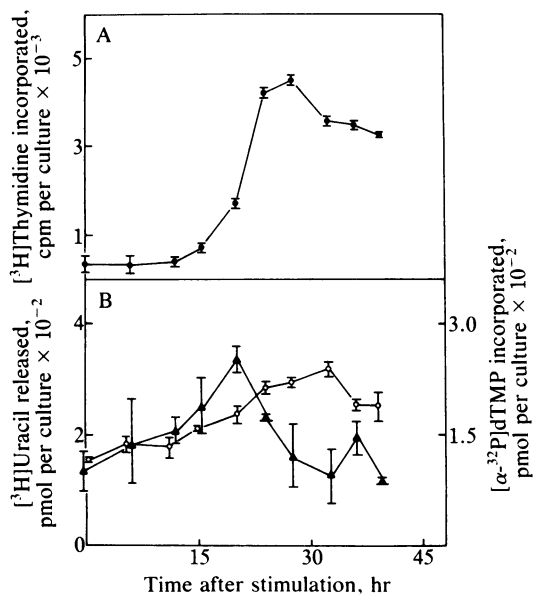 A
[³H]Thymidine incorporated,
cpm per culture × 10⁻³
5
3
1
B
[³H]Uracil released,
pmol per culture × 10⁻²
4
2
0
3.0
1.5
[α-³²P]dTMP incorporated,
pmol per culture × 10⁻²
15
30
45
Time after stimulation, hr